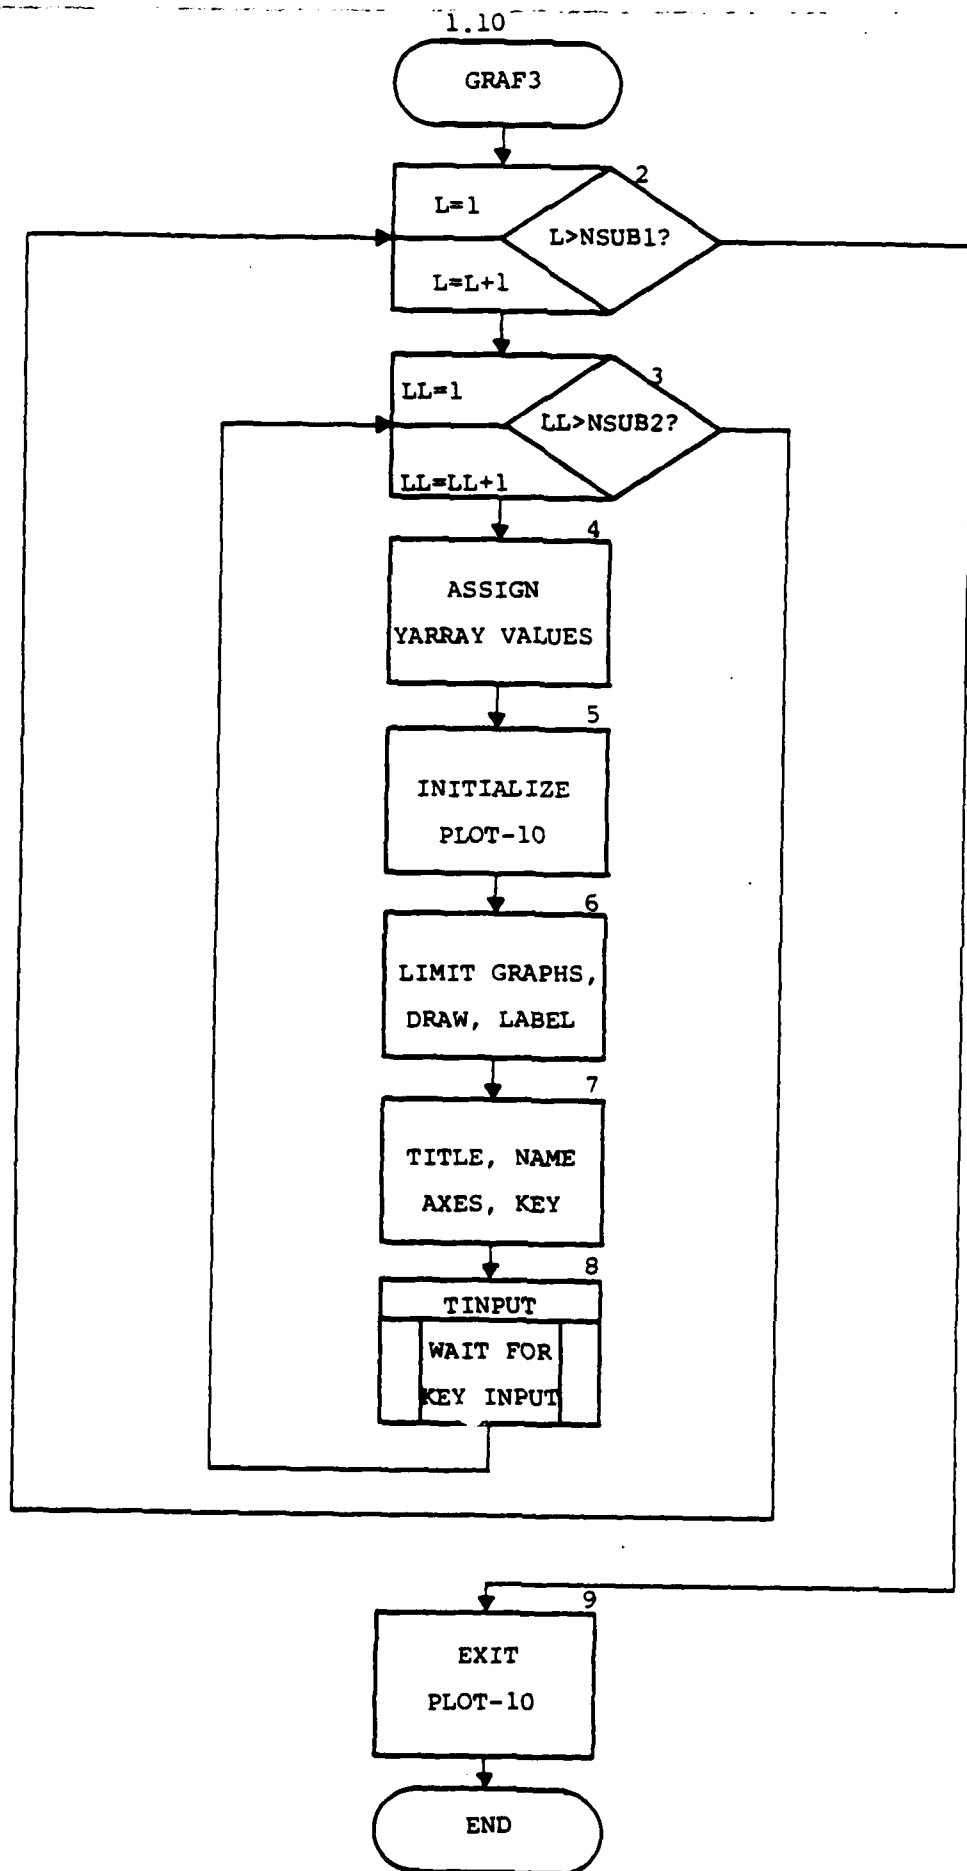 1.10
GRAF3
2
L=1
L>NSUB1?
L=L+1
3
LL=1
LL>NSUB2?
LL=LL+1
4
ASSIGN
YARRAY VALUES
5
INITIALIZE
PLOT-10
6
LIMIT GRAPHS,
DRAW, LABEL
7
TITLE, NAME
AXES, KEY
8
TINPUT
WAIT FOR
KEY INPUT
9
EXIT
PLOT-10
END